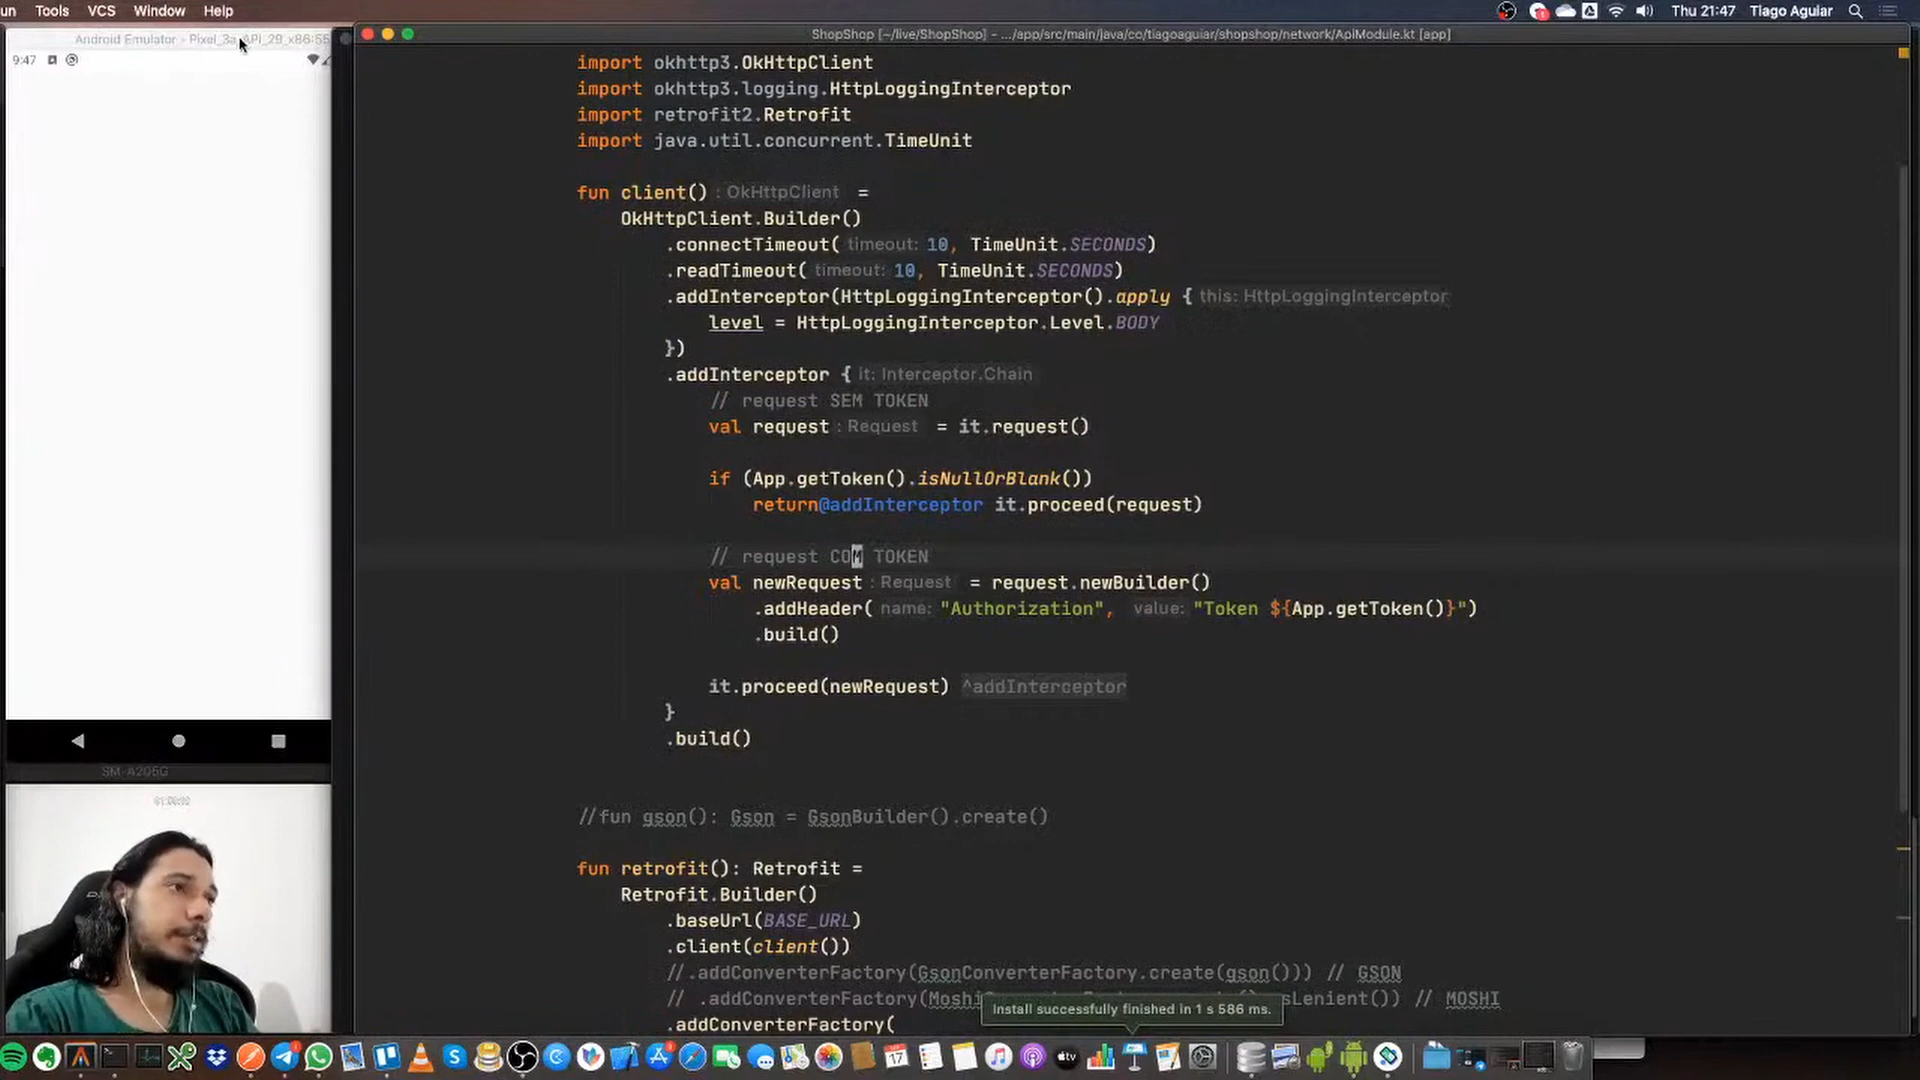 un Tools VCS Window Help Thu 21:47 Tiago Aguiar
Android Emulator - Pixel_3a_API_29_x86:55
ShopShop [~/live/ShopShop] - .../app/src/main/java/co/tiagoaguiar/shopshop/network/ApiModule.kt [app]
9:47
import okhttp3.OkHttpClient
import okhttp3.logging.HttpLoggingInterceptor
import retrofit2.Retrofit
import java.util.concurrent.TimeUnit
fun client() : OkHttpClient =
OkHttpClient.Builder()
.connectTimeout( timeout: 10, TimeUnit.SECONDS)
.readTimeout( timeout: 10, TimeUnit.SECONDS)
.addInterceptor(HttpLoggingInterceptor().apply { this: HttpLoggingInterceptor
level = HttpLoggingInterceptor.Level.BODY
})
.addInterceptor { it: Interceptor.Chain
// request SEM TOKEN
val request : Request = it.request()
if (App.getToken().isNullOrBlank())
return@addInterceptor it.proceed(request)
// request COM TOKEN
val newRequest : Request = request.newBuilder()
.addHeader( name: "Authorization", value: "Token ${App.getToken()}")
.build()
it.proceed(newRequest) ^addInterceptor
}
.build()
SM-A205G
//fun gson(): Gson = GsonBuilder().create()
fun retrofit(): Retrofit =
Retrofit.Builder()
.baseUrl(BASE_URL)
.client(client())
//.addConverterFactory(GsonConverterFactory.create(gson())) // GSON
// .addConverterFactory(Moshi sLenient()) // MOSHI
Install successfully finished in 1 s 586 ms.
.addConverterFactory(
17
tv